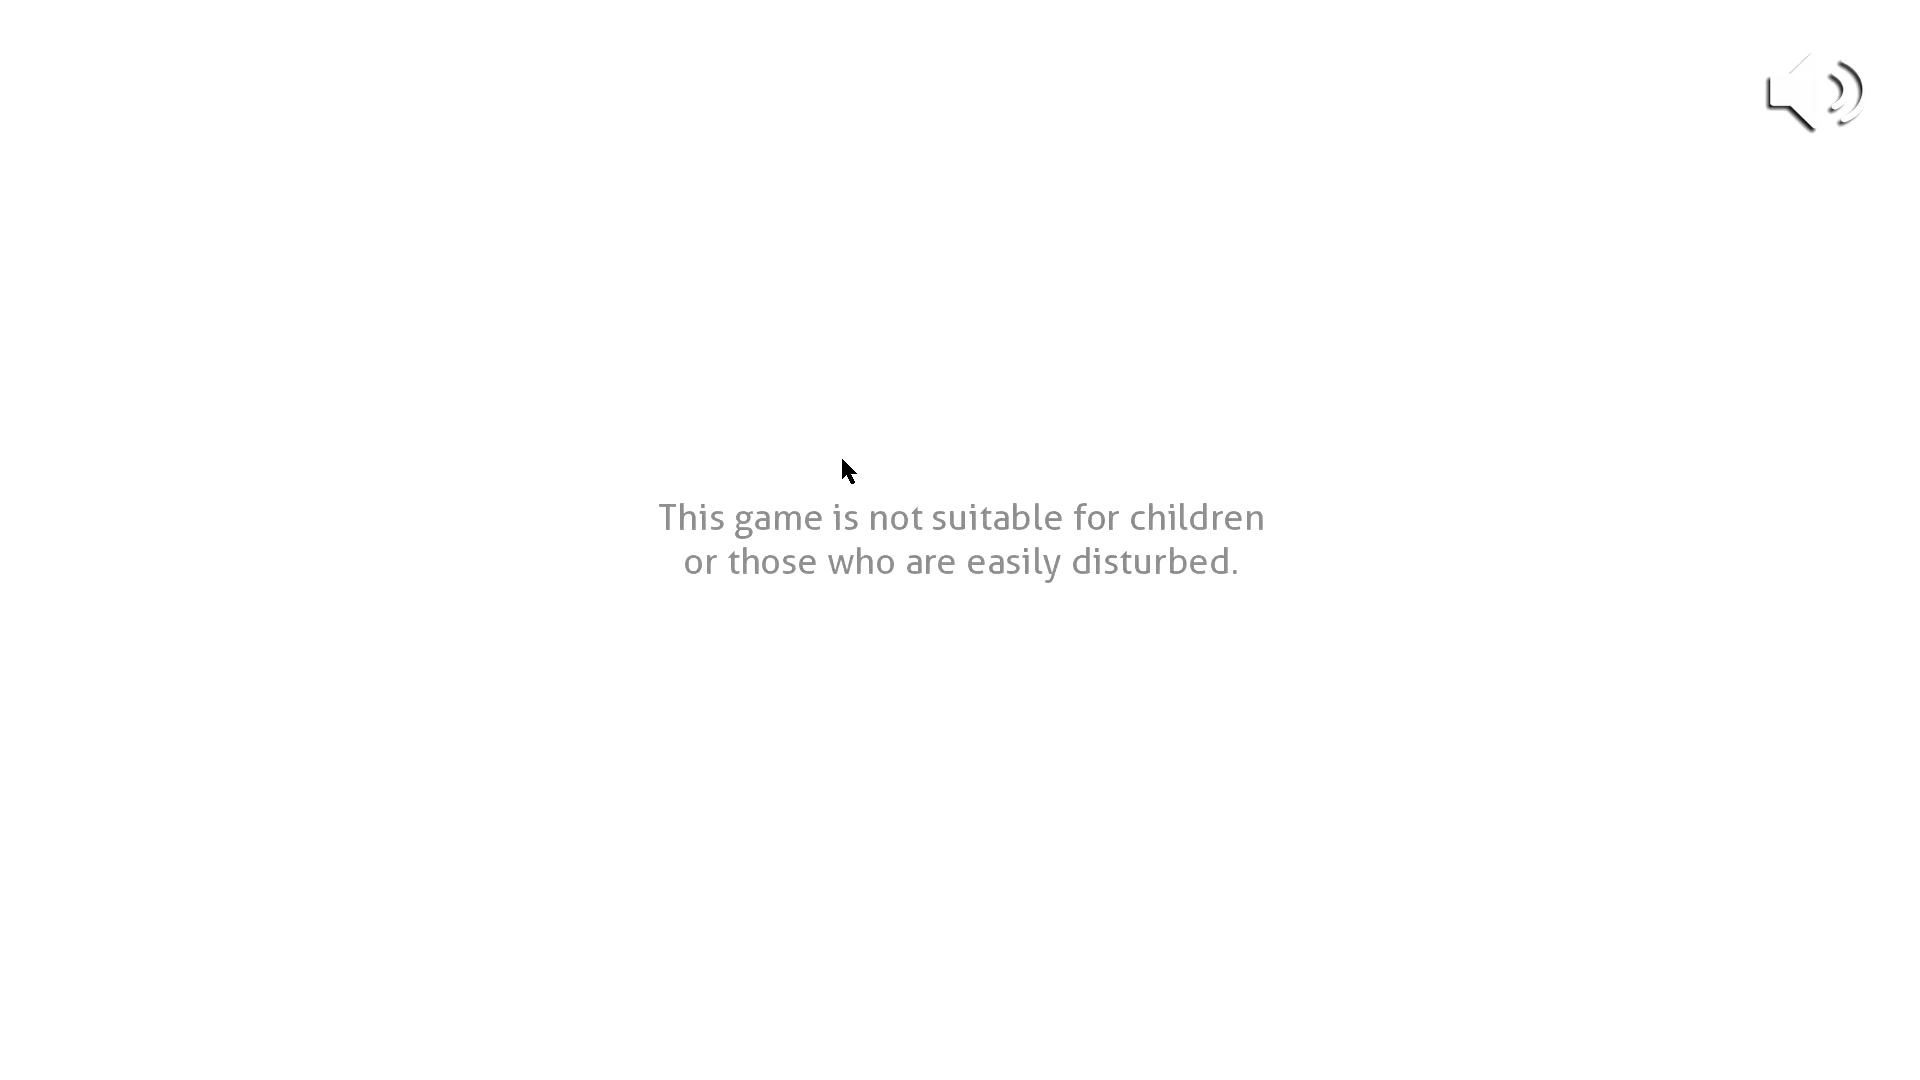 This game is not suitable for children
or those who are easily disturbed.